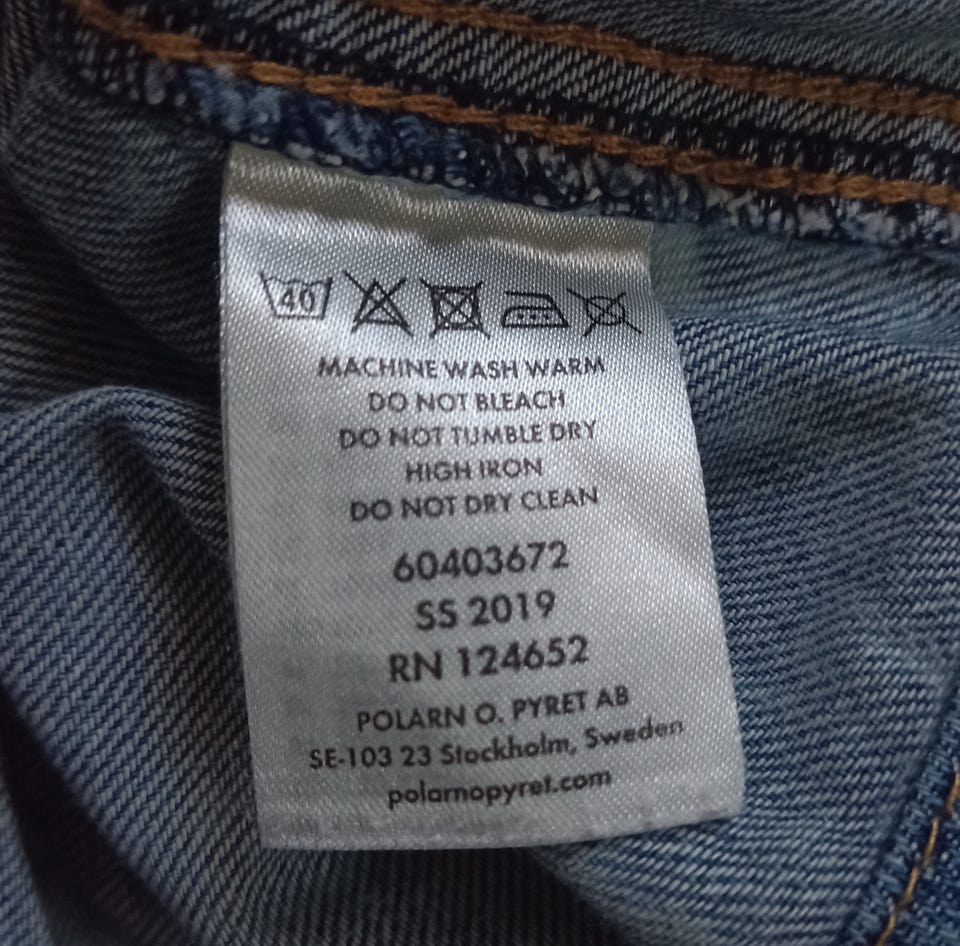 40
MACHINE WASH WARM
DO NOT BLEACH
DO NOT TUMBLE DRY
HIGH IRON
DO NOT DRY CLEAN
60403672
SS 2019
RN 124652
POLARN O. PYRET AB
SE-103 23 Stockholm, Sweden
polarnopyret.com